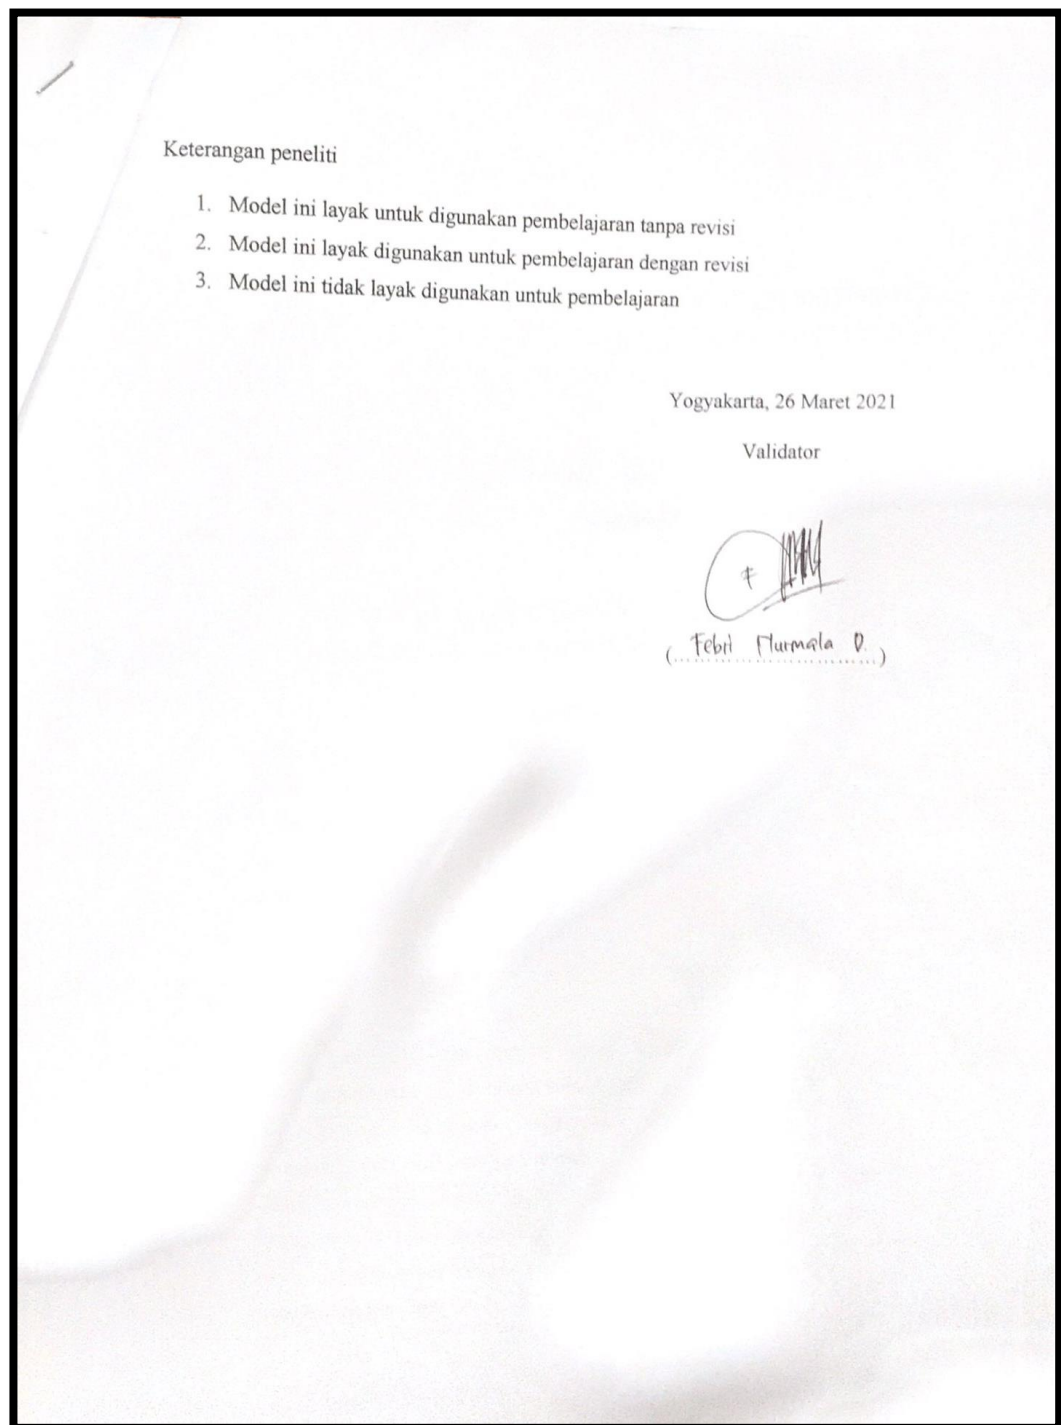 Keterangan peneliti
1. Model ini layak untuk digunakan pembelajaran tanpa revisi
2. Model ini layak digunakan untuk pembelajaran dengan revisi
3. Model ini tidak layak digunakan untuk pembelajaran
Yogyakarta, 26 Maret 2021
Validator
(Febri Nurmala D.)